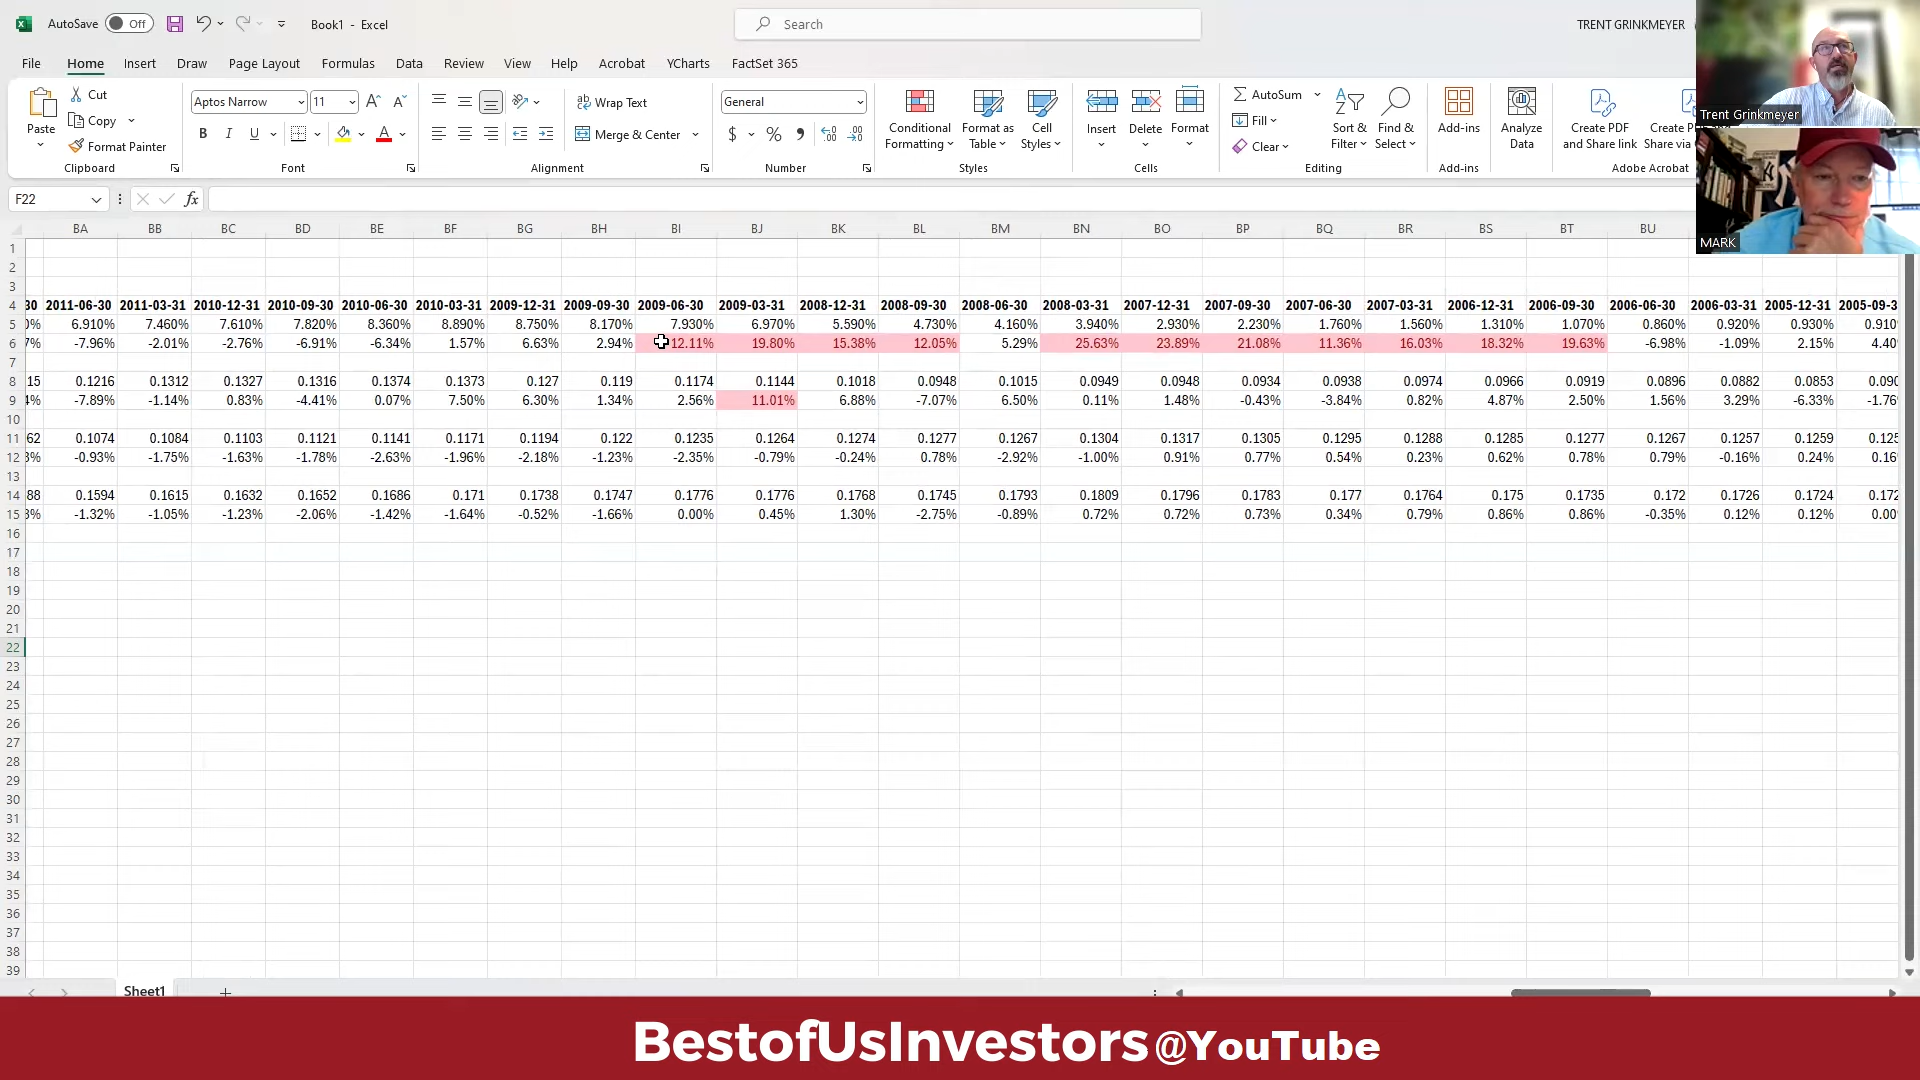 AutoSave Off Book1 - Excel Search TRENT GRINKMEYER
File Home Insert Draw Page Layout Formulas Data Review View Help Acrobat YCharts FactSet 365
Paste Cut Copy Format Painter Clipboard
Aptos Narrow 11 B I U A Font
Wrap Text Merge & Center Alignment
General $ % , Number
Conditional Formatting Format as Table Cell Styles Styles
Insert Delete Format Cells
AutoSum Fill Clear Sort & Filter Find & Select Editing
Add-ins Add-ins
Analyze Data
Create PDF and Share link Create Share via Adobe Acrobat
Trent Grinkmeyer
MARK
F22 fx
BA BB BC BD BE BF BG BH BI BJ BK BL BM BN BO BP BQ BR BS BT BU
1
2
3
4 30 2011-06-30 2011-03-31 2010-12-31 2010-09-30 2010-06-30 2010-03-31 2009-12-31 2009-09-30 2009-06-30 2009-03-31 2008-12-31 2008-09-30 2008-06-30 2008-03-31 2007-12-31 2007-09-30 2007-06-30 2007-03-31 2006-12-31 2006-09-30 2006-06-30 2006-03-31 2005-12-31 2005-09-3
5 0% 6.910% 7.460% 7.610% 7.820% 8.360% 8.890% 8.750% 8.170% 7.930% 6.970% 5.590% 4.730% 4.160% 3.940% 2.930% 2.230% 1.760% 1.560% 1.310% 1.070% 0.860% 0.920% 0.930% 0.910
6 7% -7.96% -2.01% -2.76% -6.91% -6.34% 1.57% 6.63% 2.94% 12.11% 19.80% 15.38% 12.05% 5.29% 25.63% 23.89% 21.08% 11.36% 16.03% 18.32% 19.63% -6.98% -1.09% 2.15% 4.40
7
8 15 0.1216 0.1312 0.1327 0.1316 0.1374 0.1373 0.127 0.119 0.1174 0.1144 0.1018 0.0948 0.1015 0.0949 0.0948 0.0934 0.0938 0.0974 0.0966 0.0919 0.0896 0.0882 0.0853 0.090
9 4% -7.89% -1.14% 0.83% -4.41% 0.07% 7.50% 6.30% 1.34% 2.56% 11.01% 6.88% -7.07% 6.50% 0.11% 1.48% -0.43% -3.84% 0.82% 4.87% 2.50% 1.56% 3.29% -6.33% -1.76
10
11 62 0.1074 0.1084 0.1103 0.1121 0.1141 0.1171 0.1194 0.122 0.1235 0.1264 0.1274 0.1277 0.1267 0.1304 0.1317 0.1305 0.1295 0.1288 0.1285 0.1277 0.1267 0.1257 0.1259 0.125
12 3% -0.93% -1.75% -1.63% -1.78% -2.63% -1.96% -2.18% -1.23% -2.35% -0.79% -0.24% 0.78% -2.92% -1.00% 0.91% 0.77% 0.54% 0.23% 0.62% 0.78% 0.79% -0.16% 0.24% 0.16
13
14 88 0.1594 0.1615 0.1632 0.1652 0.1686 0.171 0.1738 0.1747 0.1776 0.1776 0.1768 0.1745 0.1793 0.1809 0.1796 0.1783 0.177 0.1764 0.175 0.1735 0.172 0.1726 0.1724 0.172
15 3% -1.32% -1.05% -1.23% -2.06% -1.42% -1.64% -0.52% -1.66% 0.00% 0.45% 1.30% -2.75% -0.89% 0.72% 0.72% 0.73% 0.34% 0.79% 0.86% 0.86% -0.35% 0.12% 0.12% 0.00
16
17
18
19
20
21
22
23
24
25
26
27
28
29
30
31
32
33
34
35
36
37
38
39
Sheet1 +
BestofUsInvestors @YouTube